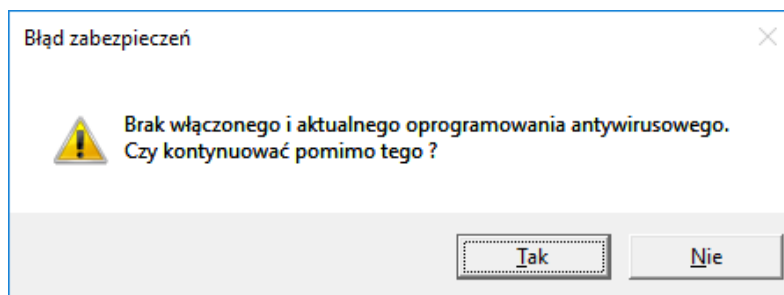 Błąd zabezpieczeń
Brak włączonego i aktualnego oprogramowania antywirusowego.
Czy kontynuować pomimo tego ?
Tak
Nie